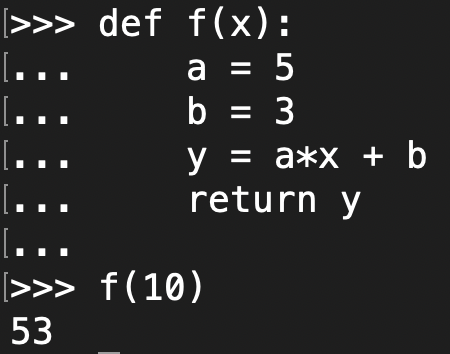 >>> def f(x):
...     a = 5
...     b = 3
...     y = a*x + b
...     return y
...
>>> f(10)
53